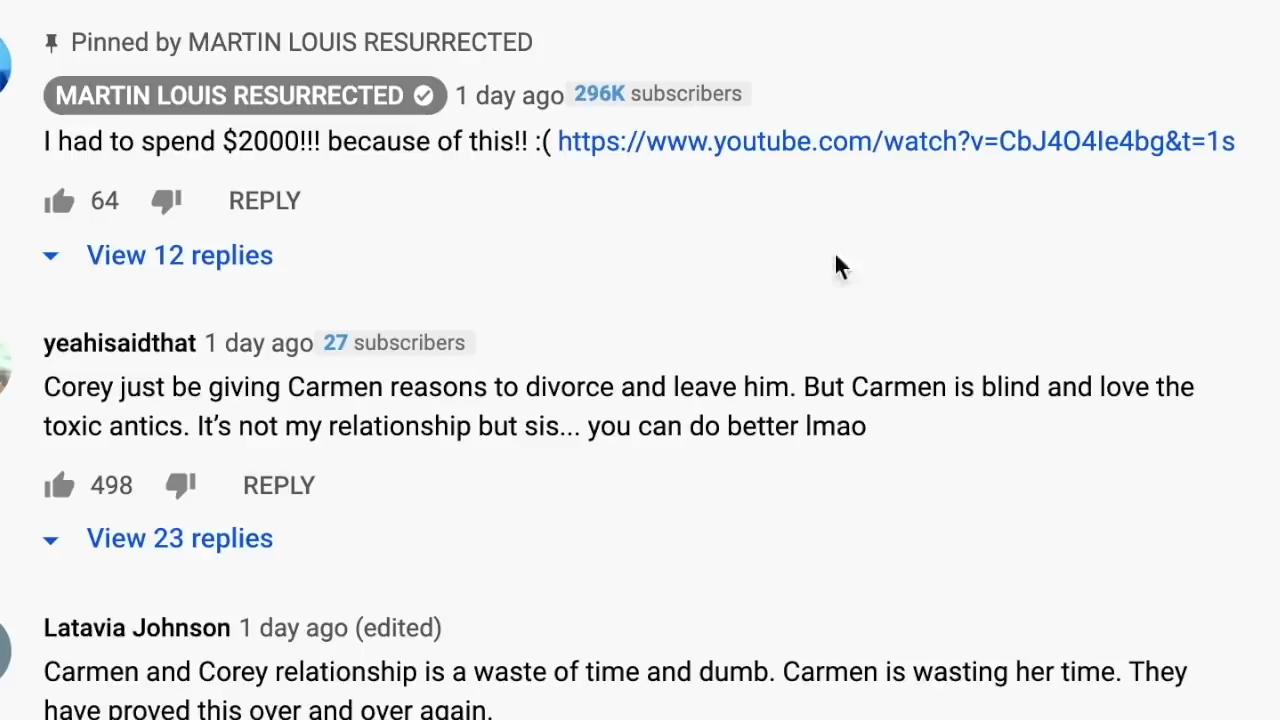 Pinned by MARTIN LOUIS RESURRECTED
MARTIN LOUIS RESURRECTED 1 day ago 296K subscribers
I had to spend $2000!!! because of this!! :( https://www.youtube.com/watch?v=CbJ4O4Ie4bg&t=1s
64 REPLY
View 12 replies
yeahisaidthat 1 day ago 27 subscribers
Corey just be giving Carmen reasons to divorce and leave him. But Carmen is blind and love the
toxic antics. It’s not my relationship but sis... you can do better lmao
498 REPLY
View 23 replies
Latavia Johnson 1 day ago (edited)
Carmen and Corey relationship is a waste of time and dumb. Carmen is wasting her time. They
have proved this over and over again.